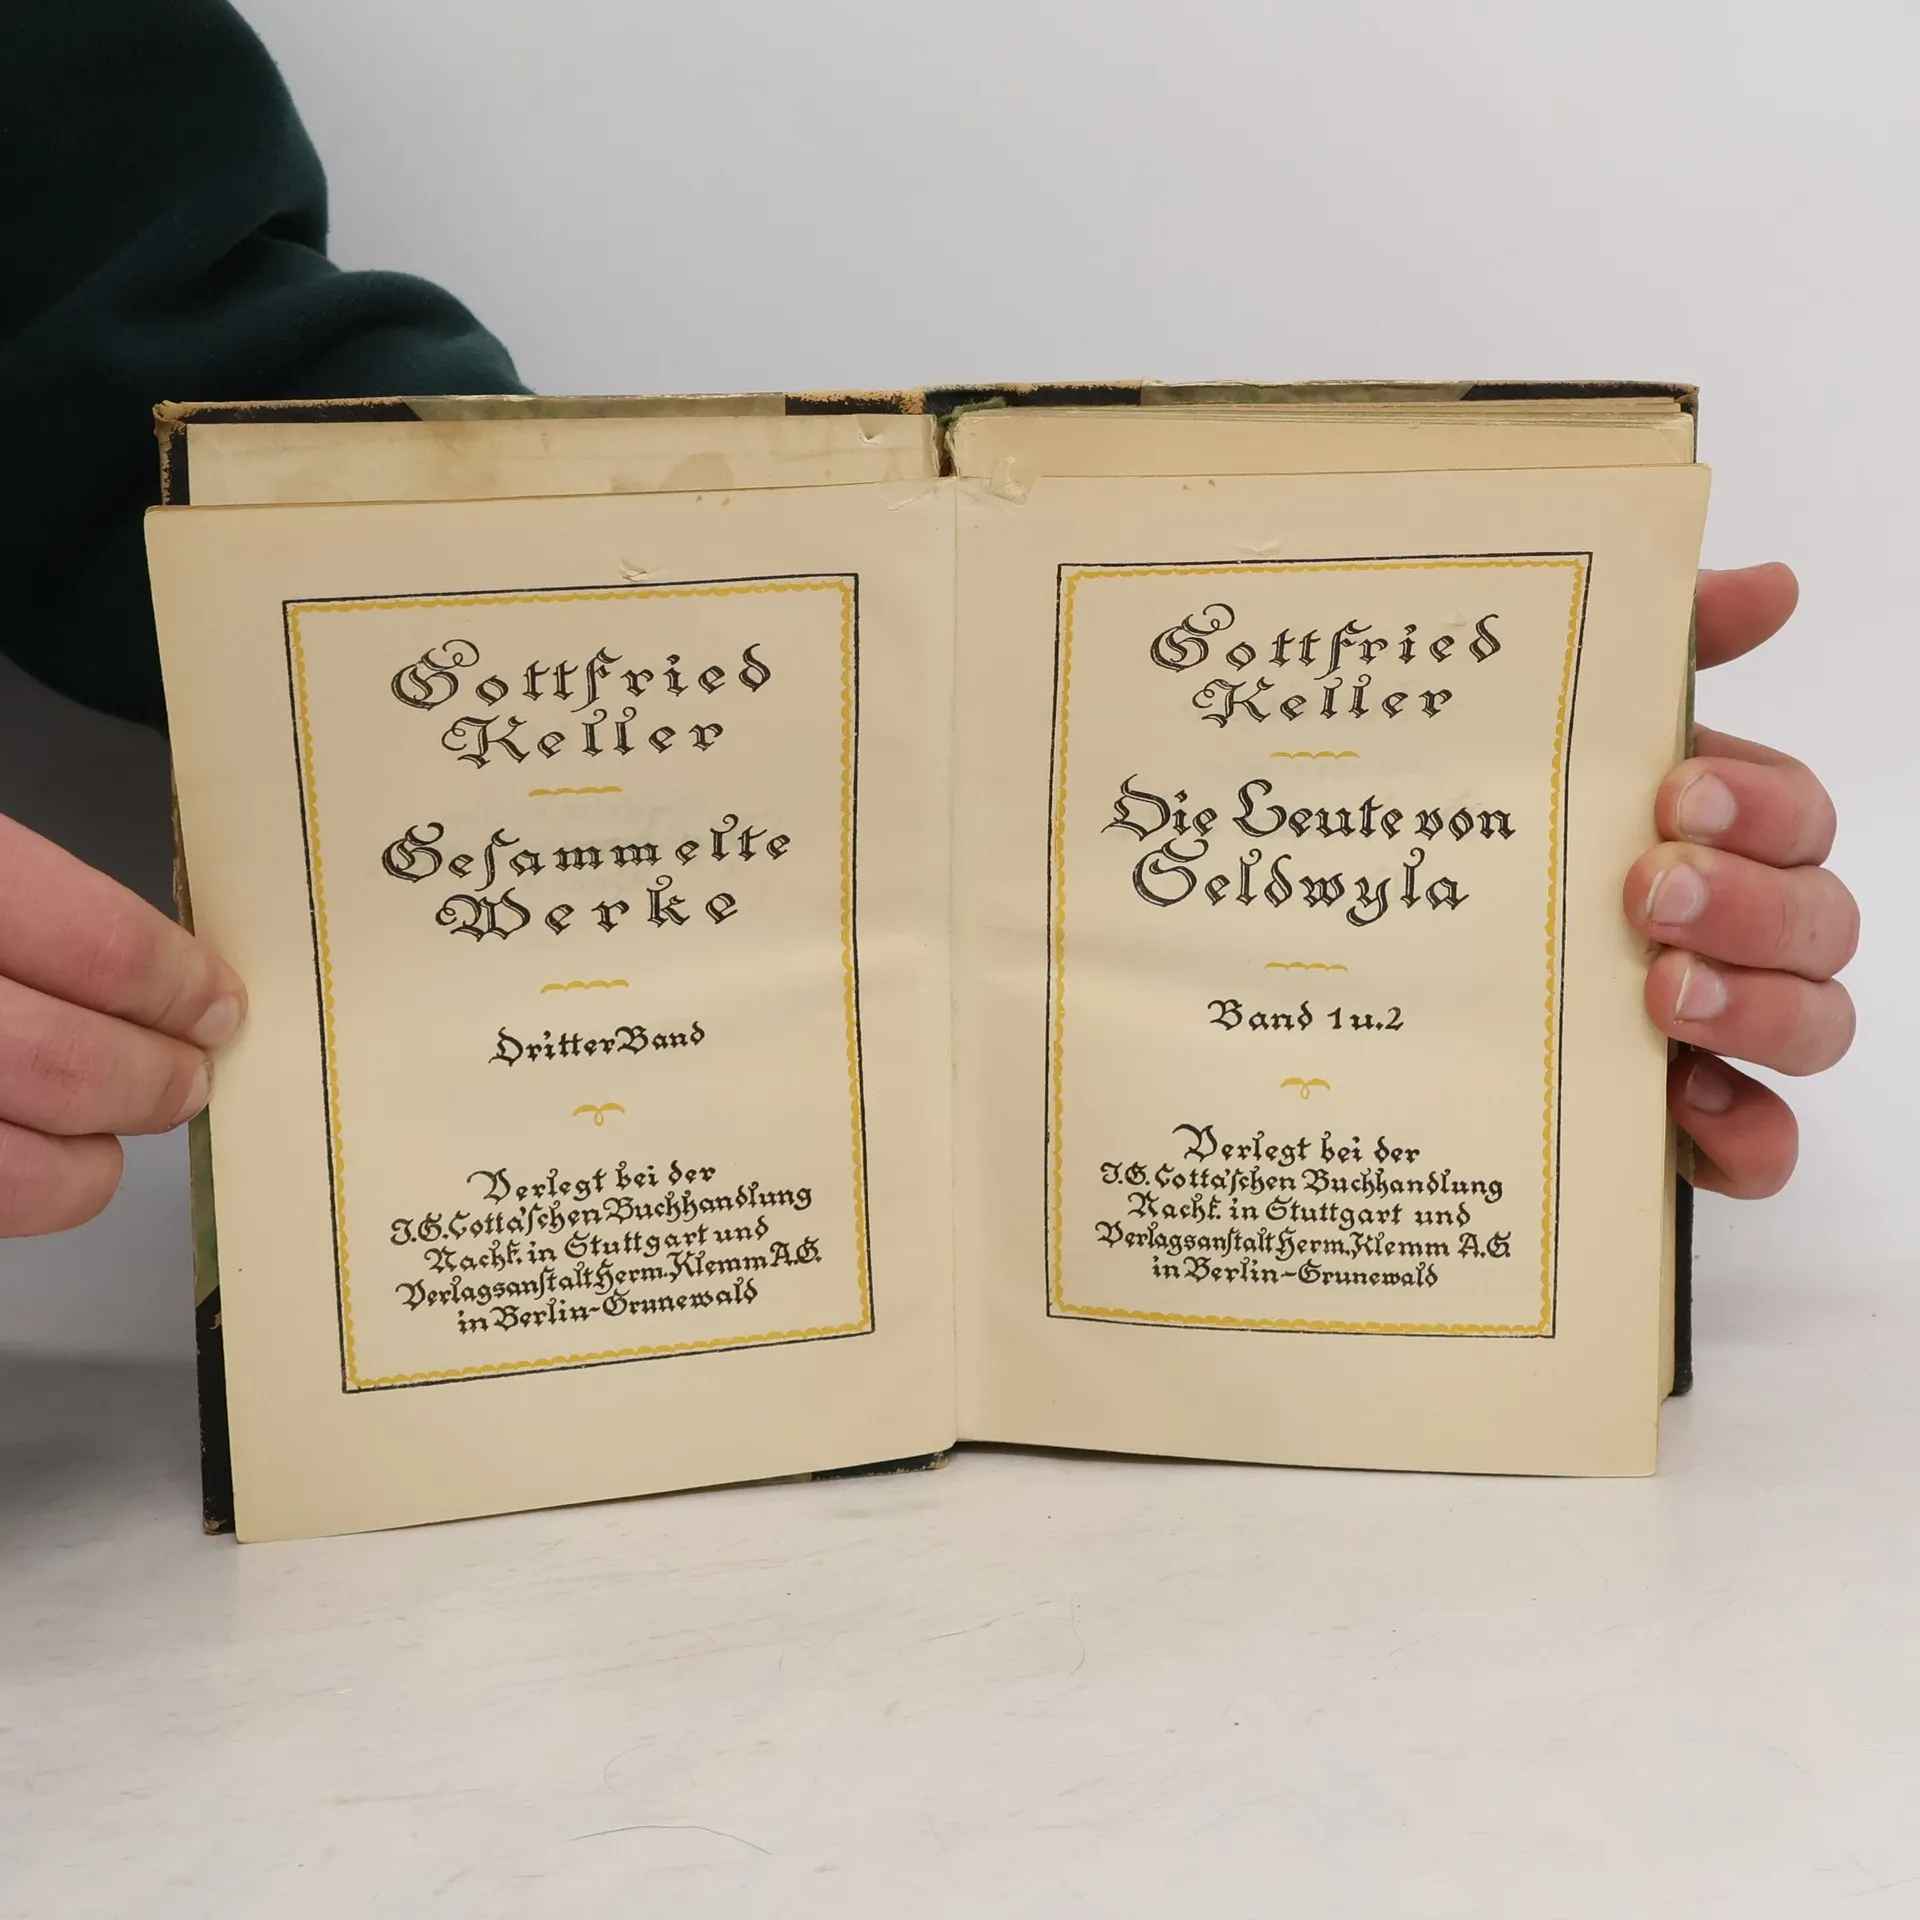 Gottfried
Keller
Gesammelte
Werke
Dritter Band
Verlegt bei der
J.G. Cotta'schen Buchhandlung
Nachf. in Stuttgart und
Verlagsanstalt Herm. Klemm A.G.
in Berlin-Grunewald
Gottfried
Keller
Die Leute von
Seldwyla
Band 1 u. 2
Verlegt bei der
J.G. Cotta'schen Buchhandlung
Nachf. in Stuttgart und
Verlagsanstalt Herm. Klemm A.G.
in Berlin-Grunewald